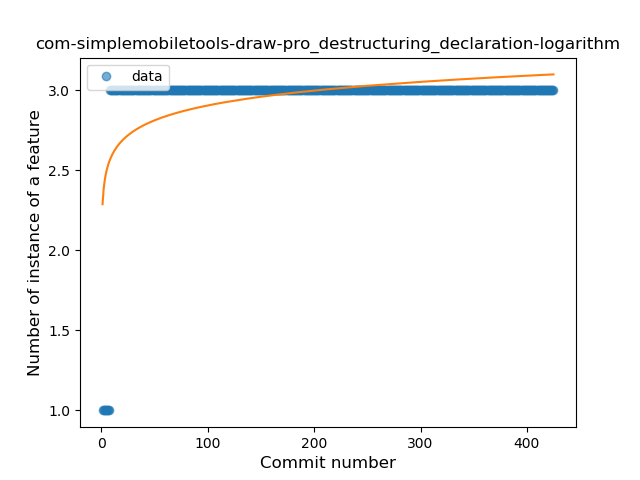 com-simplemobiletools-draw-pro_destructuring_declaration-logarithm
data
Number of instance of a feature
3.0
2.5
2.0
1.5
1.0
0
100
200
300
400
Commit number